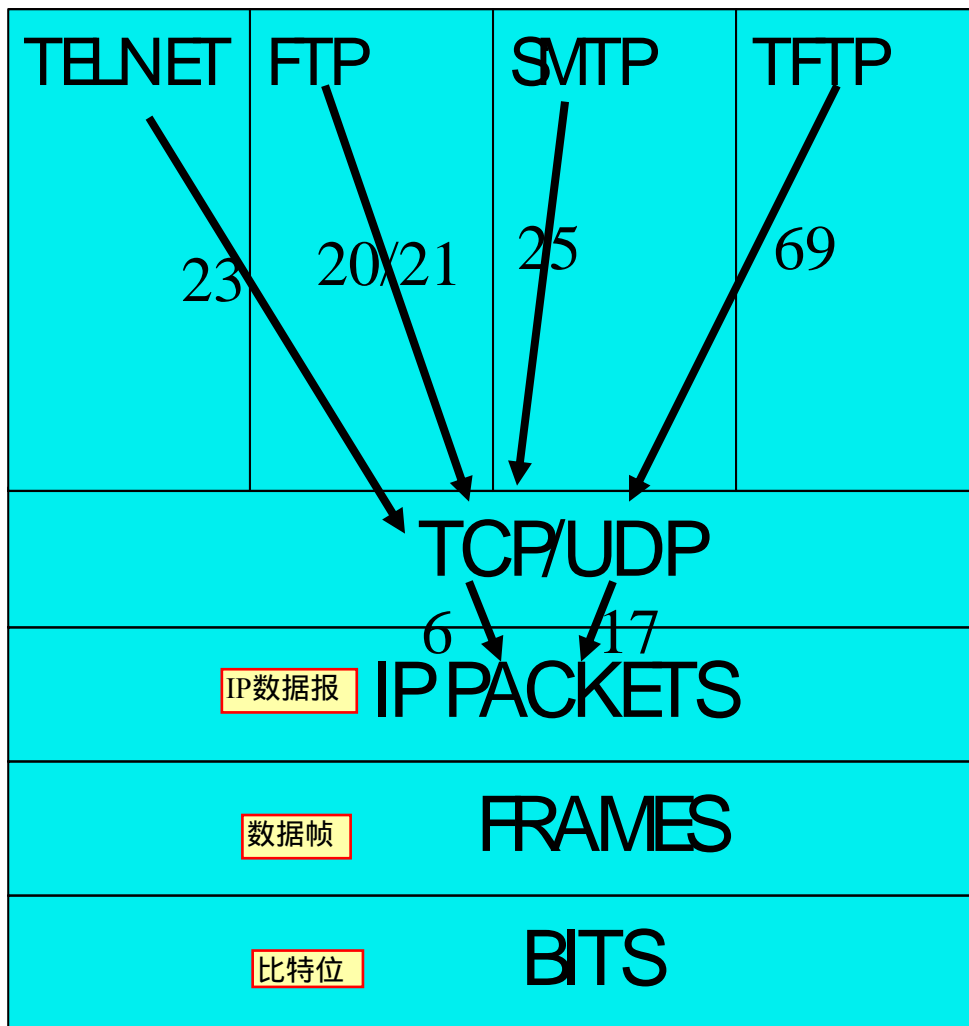 TELNET FTP SMTP TFTP
23 20/21 25 69
TCP/UDP
6 17
IP数据报 IP PACKETS
数据帧 FRAMES
比特位 BITS